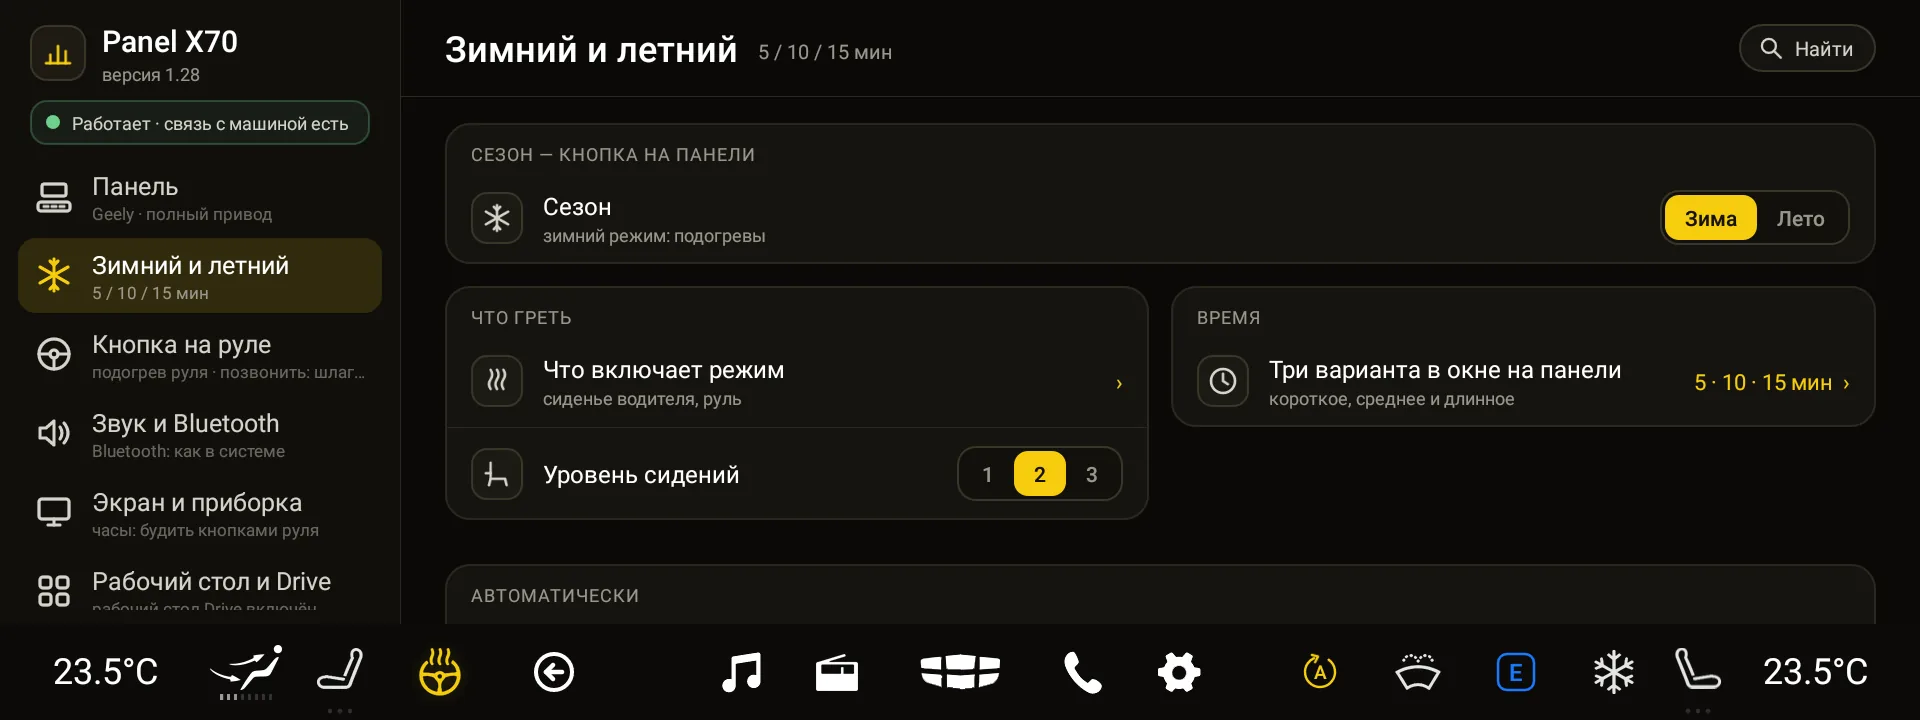 Panel X70
версия 1.28
Работает · связь с машиной есть
Панель
Geely · полный привод
Зимний и летний
5 / 10 / 15 мин
Кнопка на руле
подогрев руля · позвонить: шлаг...
Звук и Bluetooth
Bluetooth: как в системе
Экран и приборка
часы: будить кнопками руля
Рабочий стол и Drive
рабочий стол Drive включён
Зимний и летний 5 / 10 / 15 мин
Найти
СЕЗОН — КНОПКА НА ПАНЕЛИ
Сезон
зимний режим: подогревы
Зима Лето
ЧТО ГРЕТЬ
Что включает режим ›
сиденье водителя, руль
Уровень сидений 1 2 3
ВРЕМЯ
Три варианта в окне на панели
короткое, среднее и длинное
5 · 10 · 15 мин ›
АВТОМАТИЧЕСКИ
23.5°C A E 23.5°C